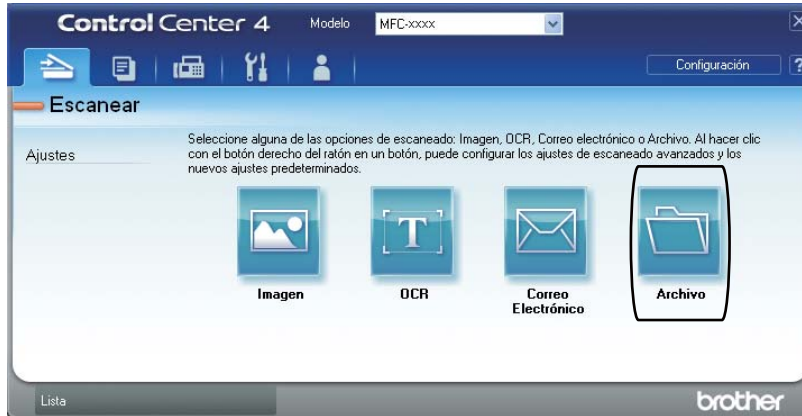 Control Center 4
Modelo
MFC-xxxx
X
Configuración
?
Escanear
Ajustes
Seleccione alguna de las opciones de escaneado: Imagen, OCR, Correo electrónico o Archivo. Al hacer clic
con el botón derecho del ratón en un botón, puede configurar los ajustes de escaneado avanzados y los
nuevos ajustes predeterminados.
T
Imagen
OCR
Correo
Electrónico
Archivo
Lista
brother